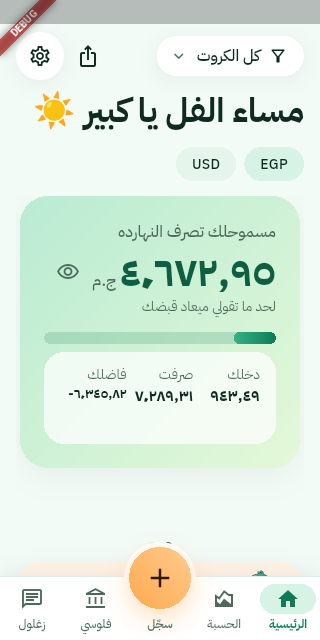 DEBUG
كل الكروت
مساء الفل يا كبير ☀️
EGP USD
مسموحلك تصرف النهارده
٤,٦٧٢,٩٥ ج.م
لحد ما تقولي ميعاد قبضك
دخلك صرفت فاضلك
٩٤٣,٤٩ ٧,٢٨٩,٣١ -٦,٣٤٥,٨٢
الرئيسية الحسبة سجّل فلوسي زغلول